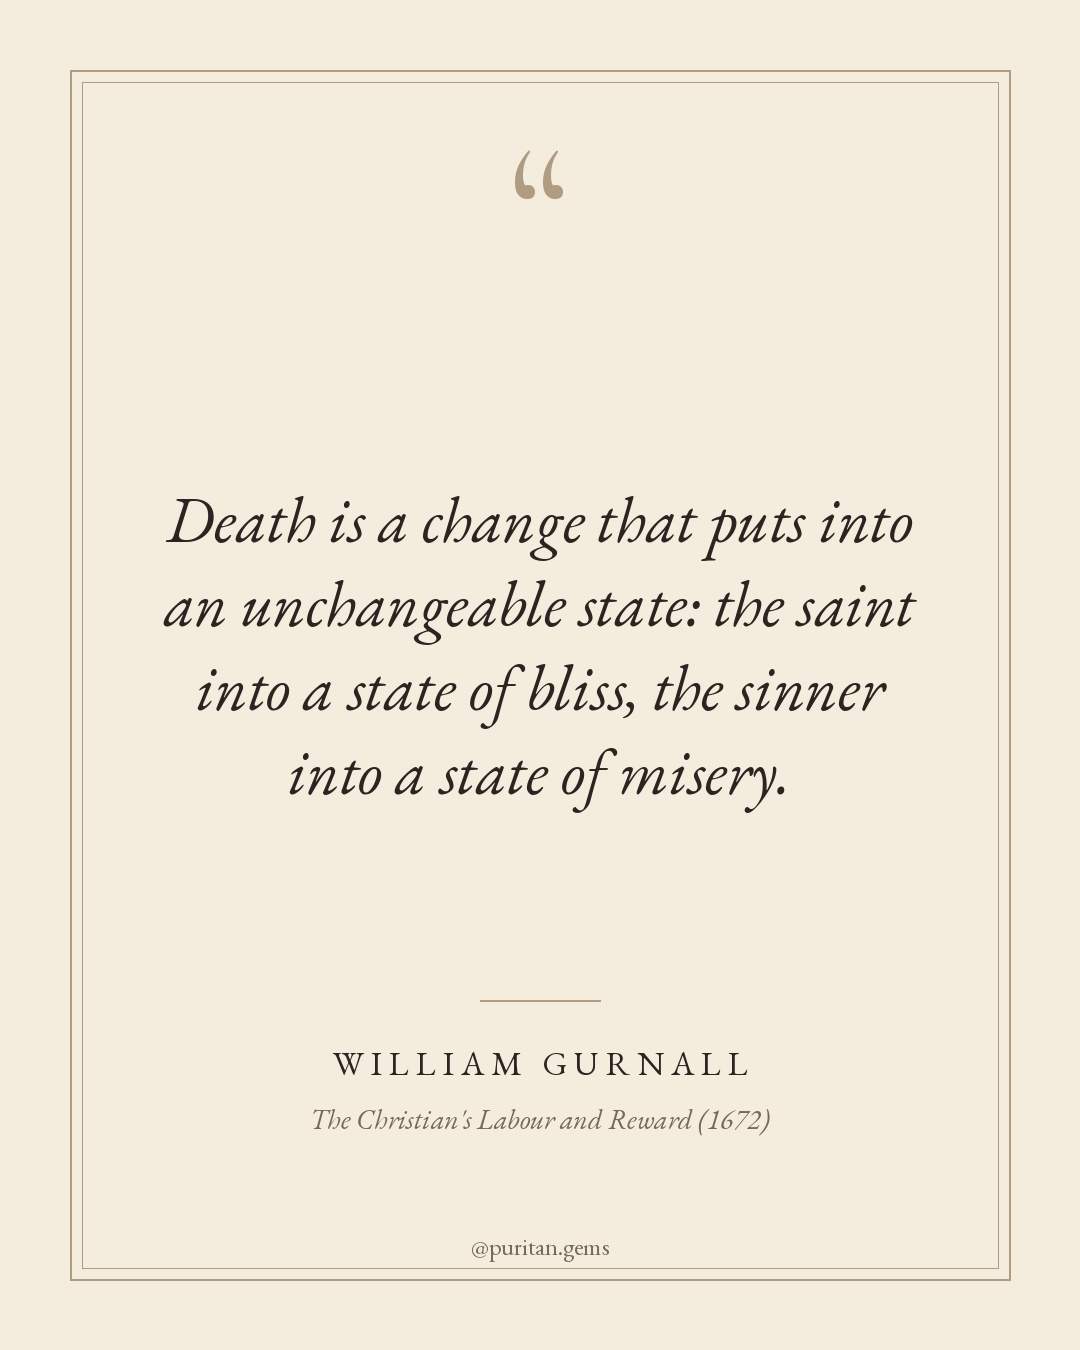 “
Death is a change that puts into
an unchangeable state: the saint
into a state of bliss, the sinner
into a state of misery.
WILLIAM GURNALL
The Christian's Labour and Reward (1672)
@puritan.gems